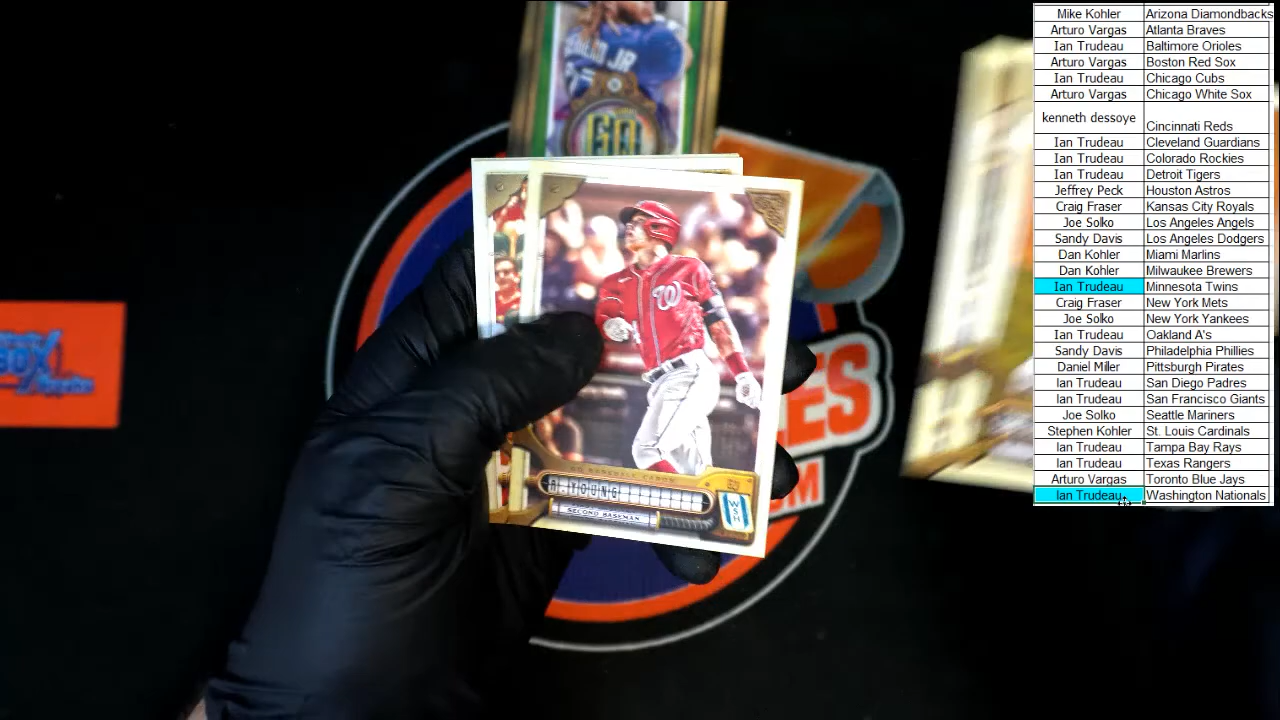 Mike Kohler Arizona Diamondbacks
Arturo Vargas Atlanta Braves
Ian Trudeau Baltimore Orioles
Arturo Vargas Boston Red Sox
Ian Trudeau Chicago Cubs
Arturo Vargas Chicago White Sox
kenneth dessoye Cincinnati Reds
Ian Trudeau Cleveland Guardians
Ian Trudeau Colorado Rockies
Ian Trudeau Detroit Tigers
Jeffrey Peck Houston Astros
Craig Fraser Kansas City Royals
Joe Solko Los Angeles Angels
Sandy Davis Los Angeles Dodgers
Dan Kohler Miami Marlins
Dan Kohler Milwaukee Brewers
Ian Trudeau Minnesota Twins
Craig Fraser New York Mets
Joe Solko New York Yankees
Ian Trudeau Oakland A's
Sandy Davis Philadelphia Phillies
Daniel Miller Pittsburgh Pirates
Ian Trudeau San Diego Padres
Ian Trudeau San Francisco Giants
Joe Solko Seattle Mariners
Stephen Kohler St. Louis Cardinals
Ian Trudeau Tampa Bay Rays
Ian Trudeau Texas Rangers
Arturo Vargas Toronto Blue Jays
Ian Trudeau Washington Nationals
JR
GQ
BOX
W
YOUNG
SECOND BASEMAN
WSH